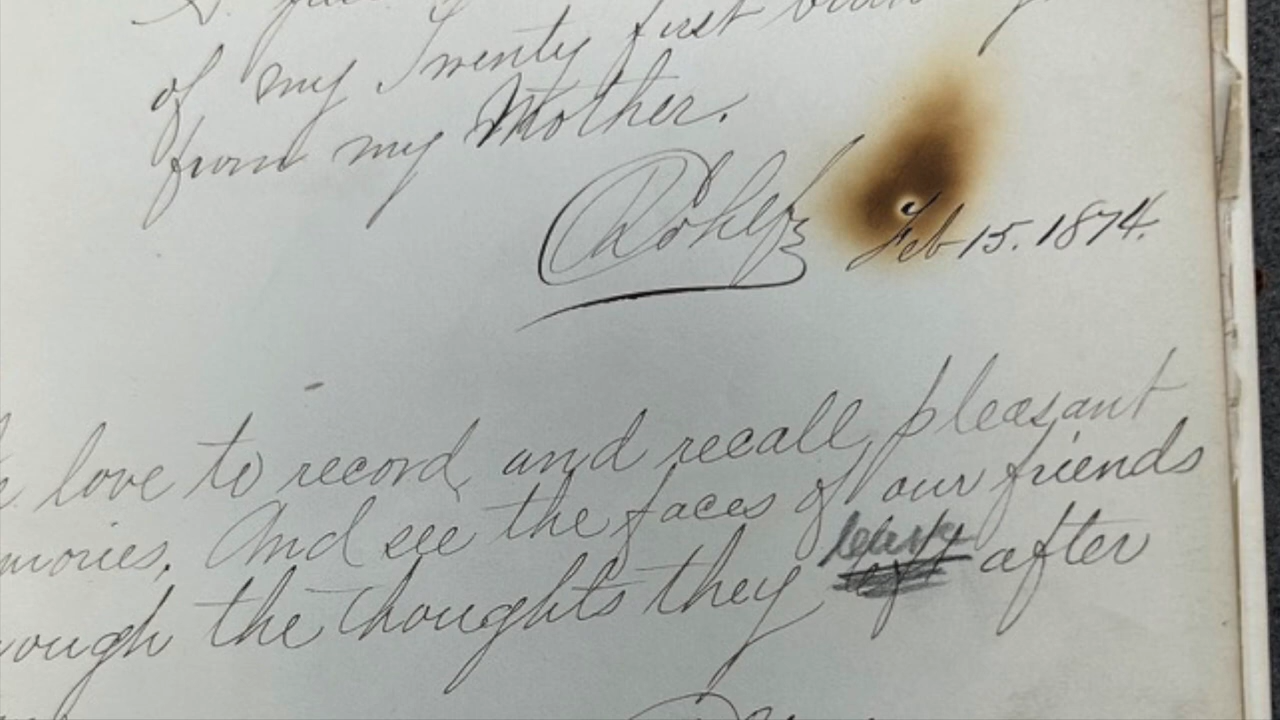 of my Twenty first
from my Mother.
Feb 15. 1874.
love to record and recall pleasant
mories. And see the faces of our friends
ough the thoughts they after